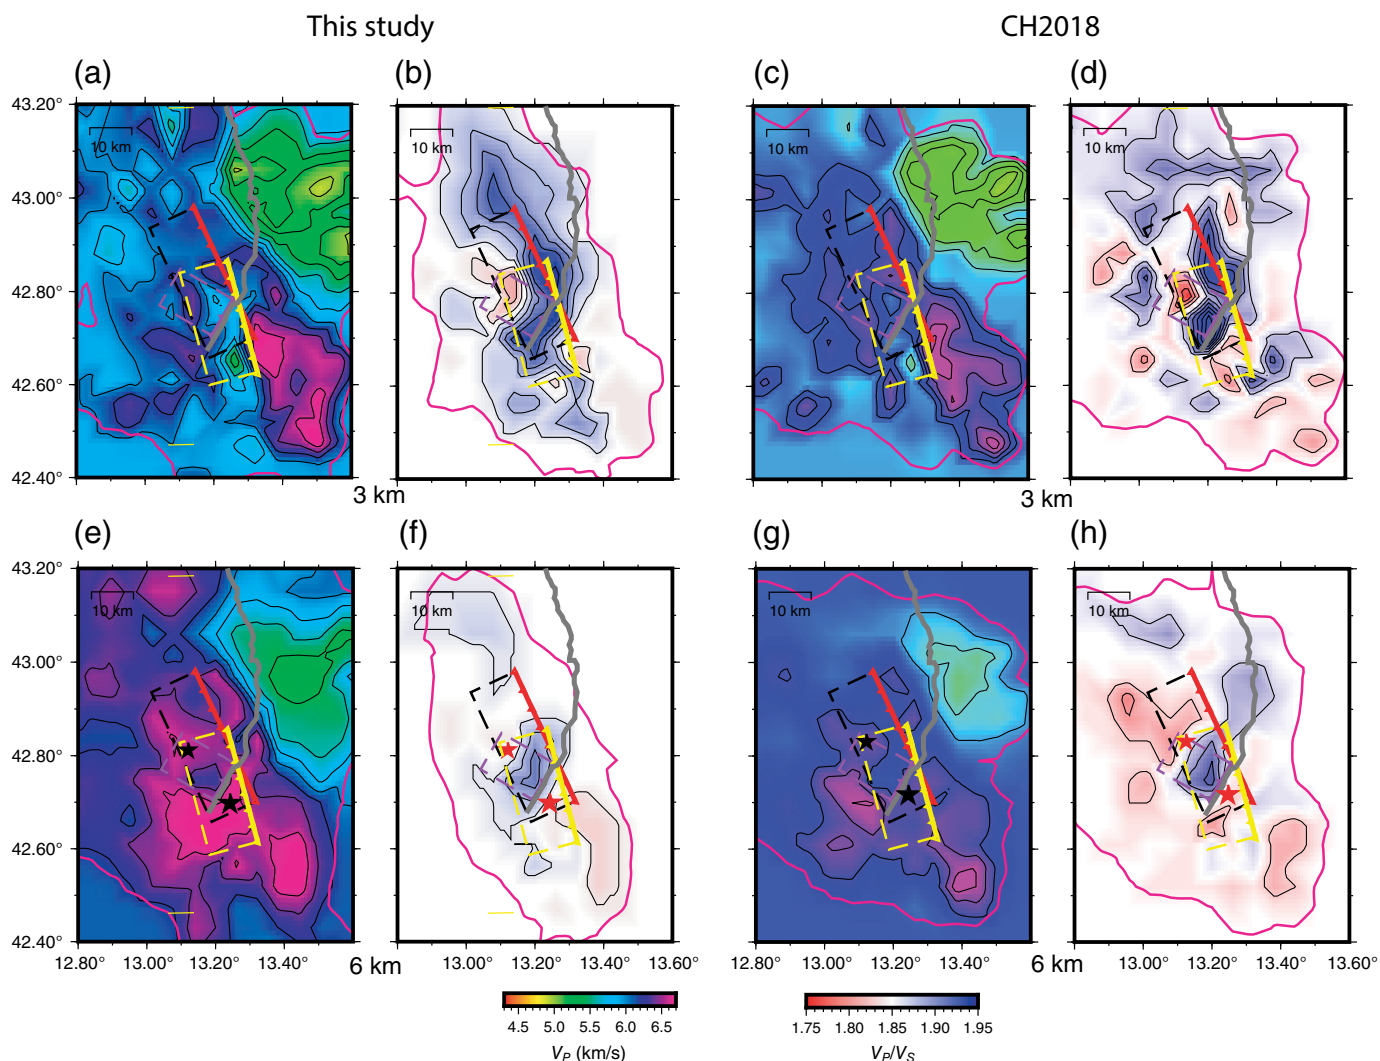 This study CH2018
(a) (b) (c) (d)
43.20°
10 km 10 km 10 km 10 km
43.00°
42.80°
42.60°
42.40°
3 km 3 km
(e) (f) (g) (h)
43.20°
10 km 10 km 10 km 10 km
43.00°
42.80°
42.60°
42.40°
12.80° 13.00° 13.20° 13.40° 6 km 13.00° 13.20° 13.40° 13.60° 12.80° 13.00° 13.20° 13.40° 6 km 13.00° 13.20° 13.40° 13.60°
4.5 5.0 5.5 6.0 6.5 1.75 1.80 1.85 1.90 1.95
VP (km/s) VP/VS